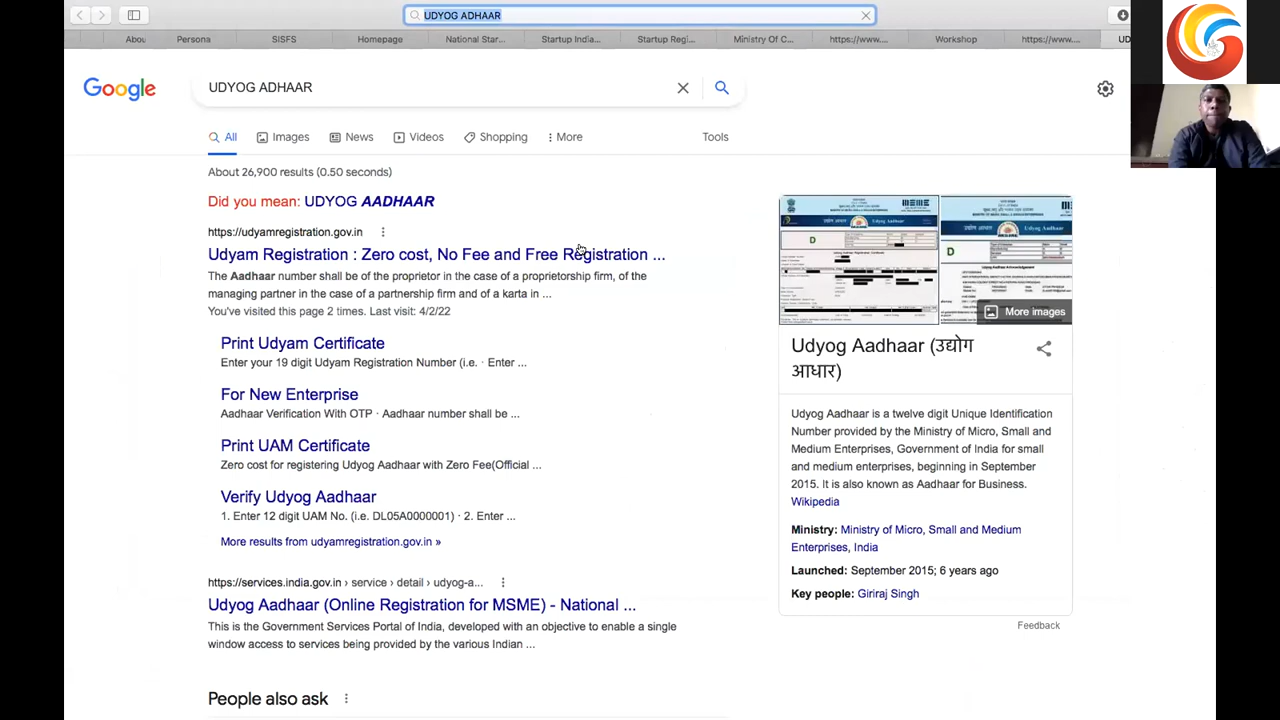 UDYOG ADHAAR
Abou
Persona
SISFS
Homepage
National Star...
Startup India...
Startup Regi...
Ministry Of C...
https://www....
Workshop
https://www....
UD
Google
UDYOG ADHAAR
All
Images
News
Videos
Shopping
More
Tools
About 26,900 results (0.50 seconds)
Did you mean: UDYOG AADHAAR
https://udyamregistration.gov.in
Udyam Registration - Zero cost, No Fee and Free Registration ...
The Aadhaar number shall be of the proprietor in the case of a proprietorship firm, of the
managing partner in the case of a partnership firm and of a karta in ...
You've visited this page 2 times. Last visit: 4/2/22
Print Udyam Certificate
Enter your 19 digit Udyam Registration Number (i.e. · Enter ...
For New Enterprise
Aadhaar Verification With OTP · Aadhaar number shall be ...
Print UAM Certificate
Zero cost for registering Udyog Aadhaar with Zero Fee(Official ...
Verify Udyog Aadhaar
1. Enter 12 digit UAM No. (i.e. DL05A0000001) · 2. Enter ...
More results from udyamregistration.gov.in »
https://services.india.gov.in › service › detail › udyog-a...
Udyog Aadhaar (Online Registration for MSME) - National ...
This is the Government Services Portal of India, developed with an objective to enable a single
window access to services being provided by the various Indian ...
People also ask
D
D
More images
Udyog Aadhaar (उद्योग
आधार)
Udyog Aadhaar is a twelve digit Unique Identification
Number provided by the Ministry of Micro, Small and
Medium Enterprises, Government of India for small
and medium enterprises, beginning in September
2015. It is also known as Aadhaar for Business.
Wikipedia
Ministry: Ministry of Micro, Small and Medium
Enterprises, India
Launched: September 2015; 6 years ago
Key people: Giriraj Singh
Feedback